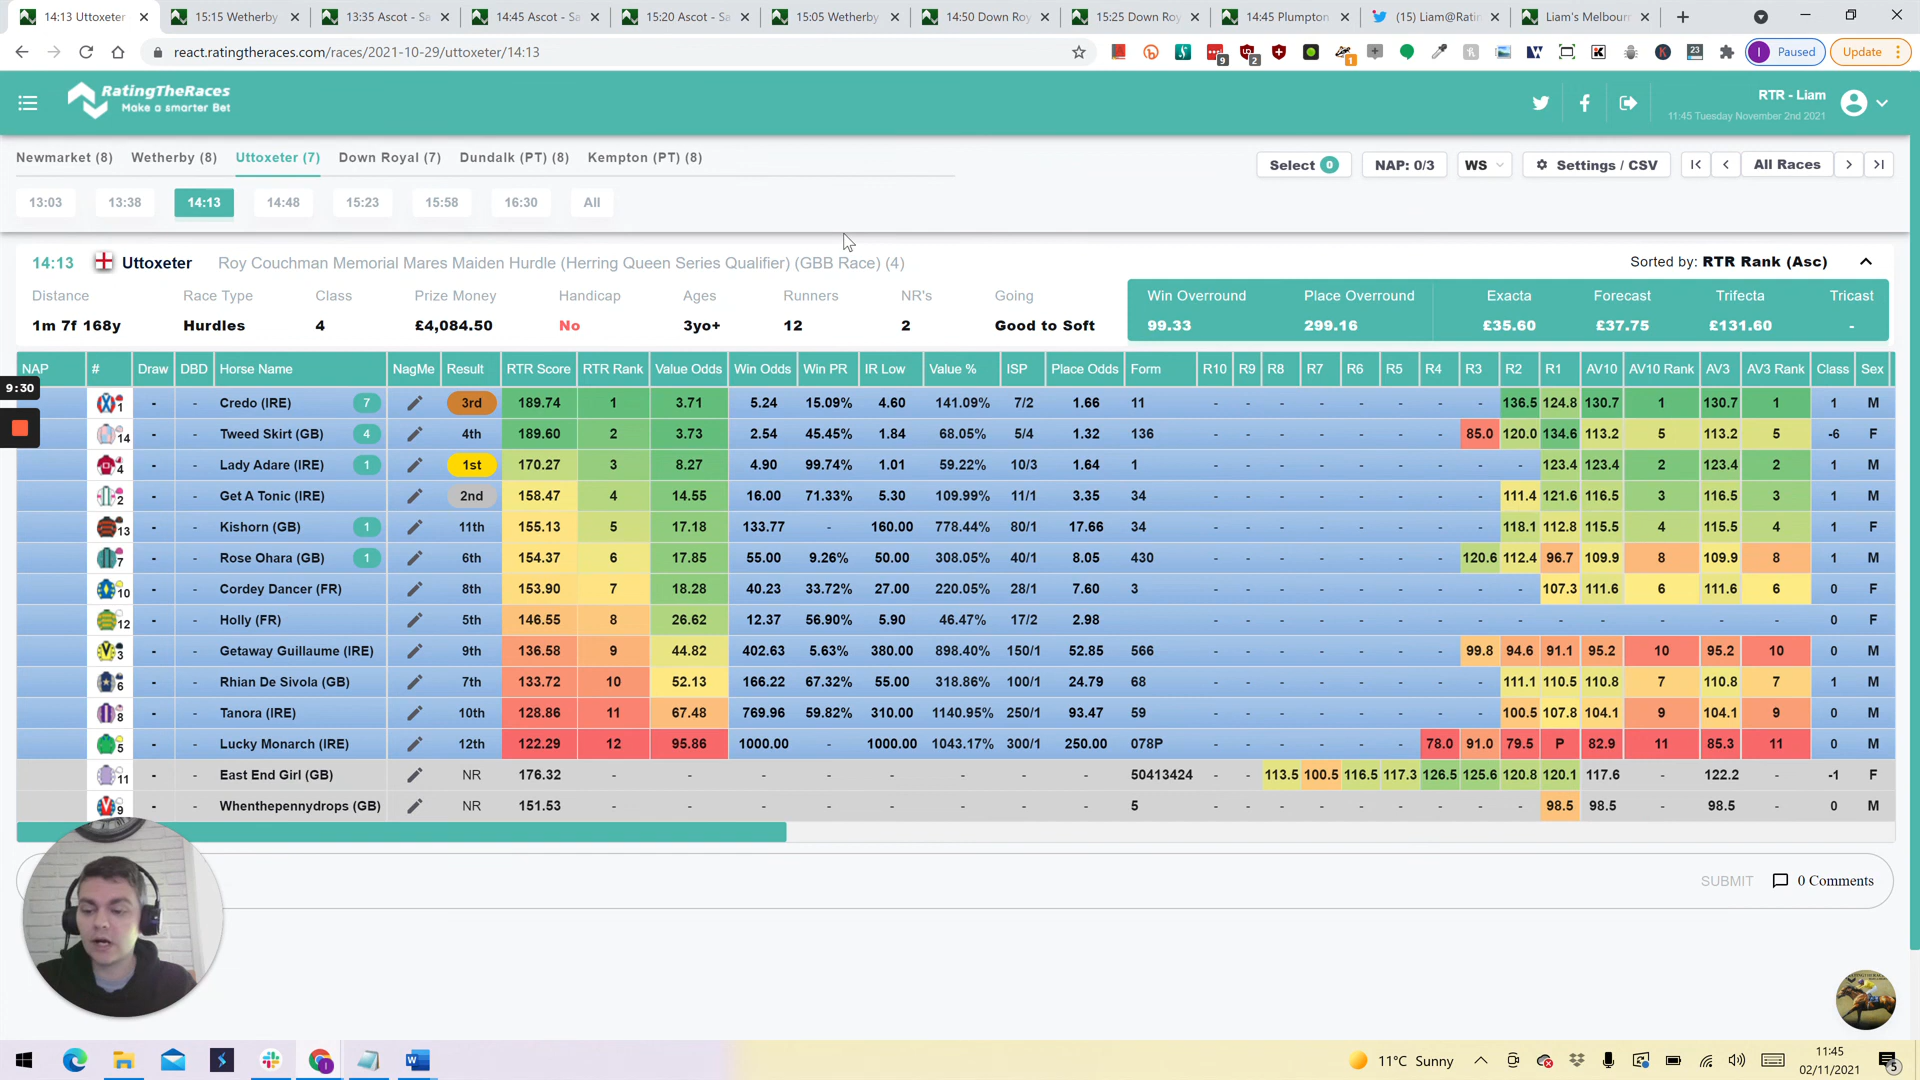 14:13 Uttoxeter
15:15 Wetherby
13:35 Ascot - Sa
14:45 Ascot - Sa
15:20 Ascot - Sa
15:05 Wetherby
14:50 Down Roy
15:25 Down Roy
14:45 Plumpton
(15) Liam@Ratin
Liam's Melbour
react.ratingtheraces.com/races/2021-10-29/uttoxeter/14:13
9 2 1 23 I Paused Update
RatingTheRaces
Make a smarter Bet
RTR - Liam
11:45 Tuesday November 2nd 2021
Newmarket (8) Wetherby (8) Uttoxeter (7) Down Royal (7) Dundalk (PT) (8) Kempton (PT) (8)
Select 0 NAP: 0/3 WS Settings / CSV All Races
13:03 13:38 14:13 14:48 15:23 15:58 16:30 All
14:13 Uttoxeter Roy Couchman Memorial Mares Maiden Hurdle (Herring Queen Series Qualifier) (GBB Race) (4) Sorted by: RTR Rank (Asc)
Distance Race Type Class Prize Money Handicap Ages Runners NR's Going Win Overround Place Overround Exacta Forecast Trifecta Tricast
1m 7f 168y Hurdles 4 £4,084.50 No 3yo+ 12 2 Good to Soft 99.33 299.16 £35.60 £37.75 £131.60 -
NAP # Draw DBD Horse Name NagMe Result RTR Score RTR Rank Value Odds Win Odds Win PR IR Low Value % ISP Place Odds Form R10 R9 R8 R7 R6 R5 R4 R3 R2 R1 AV10 AV10 Rank AV3 AV3 Rank Class Sex
9:30
1 - - Credo (IRE) 7 3rd 189.74 1 3.71 5.24 15.09% 4.60 141.09% 7/2 1.66 11 - - - - - - - - 136.5 124.8 130.7 1 130.7 1 1 M
14 - - Tweed Skirt (GB) 4 4th 189.60 2 3.73 2.54 45.45% 1.84 68.05% 5/4 1.32 136 - - - - - - - 85.0 120.0 134.6 113.2 5 113.2 5 -6 F
4 - - Lady Adare (IRE) 1 1st 170.27 3 8.27 4.90 99.74% 1.01 59.22% 10/3 1.64 1 - - - - - - - - - 123.4 123.4 2 123.4 2 1 M
2 - - Get A Tonic (IRE) 2nd 158.47 4 14.55 16.00 71.33% 5.30 109.99% 11/1 3.35 34 - - - - - - - - 111.4 121.6 116.5 3 116.5 3 1 M
13 - - Kishorn (GB) 1 11th 155.13 5 17.18 133.77 - 160.00 778.44% 80/1 17.66 34 - - - - - - - - 118.1 112.8 115.5 4 115.5 4 1 F
7 - - Rose Ohara (GB) 1 6th 154.37 6 17.85 55.00 9.26% 50.00 308.05% 40/1 8.05 430 - - - - - - - 120.6 112.4 96.7 109.9 8 109.9 8 1 M
10 - - Cordey Dancer (FR) 8th 153.90 7 18.28 40.23 33.72% 27.00 220.05% 28/1 7.60 3 - - - - - - - - - 107.3 111.6 6 111.6 6 0 F
12 - - Holly (FR) 5th 146.55 8 26.62 12.37 56.90% 5.90 46.47% 17/2 2.98 - - - - - - - - - - - - - - 0 F
3 - - Getaway Guillaume (IRE) 9th 136.58 9 44.82 402.63 5.63% 380.00 898.40% 150/1 52.85 566 - - - - - - - 99.8 94.6 91.1 95.2 10 95.2 10 0 M
6 - - Rhian De Sivola (GB) 7th 133.72 10 52.13 166.22 67.32% 55.00 318.86% 100/1 24.79 68 - - - - - - - - 111.1 110.5 110.8 7 110.8 7 1 M
8 - - Tanora (IRE) 10th 128.86 11 67.48 769.96 59.82% 310.00 1140.95% 250/1 93.47 59 - - - - - - - - 100.5 107.8 104.1 9 104.1 9 0 M
5 - - Lucky Monarch (IRE) 12th 122.29 12 95.86 1000.00 - 1000.00 1043.17% 300/1 250.00 078P - - - - - - 78.0 91.0 79.5 P 82.9 11 85.3 11 0 M
11 - - East End Girl (GB) NR 176.32 - - - - - - - - 50413424 - - 113.5 100.5 116.5 117.3 126.5 125.6 120.8 120.1 117.6 - 122.2 - -1 F
9 - - Whenthepennydrops (GB) NR 151.53 - - - - - - - - 5 - - - - - - - - - 98.5 98.5 - 98.5 - 0 M
SUBMIT 0 Comments
11°C Sunny
11:45
02/11/2021
5